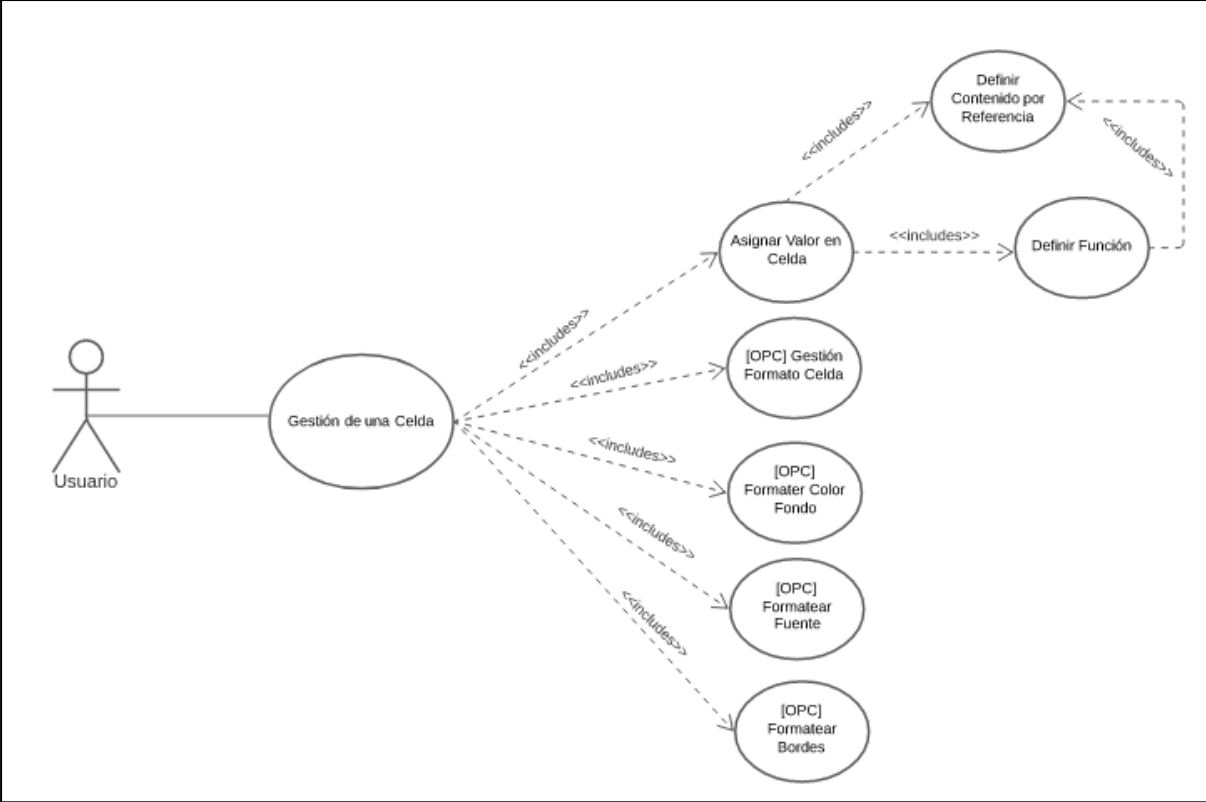 Definir
Contenido por
Referencia
<<includes>>
<<includes>>
Asignar Valor en
Celda
<<includes>>
Definir Función
<<includes>>
[OPC] Gestión
Formato Celda
<<includes>>
Gestión de una Celda
Usuario
<<includes>>
[OPC]
Formater Color
Fondo
<<includes>>
[OPC]
Formatear
Fuente
<<includes>>
[OPC]
Formatear
Bordes